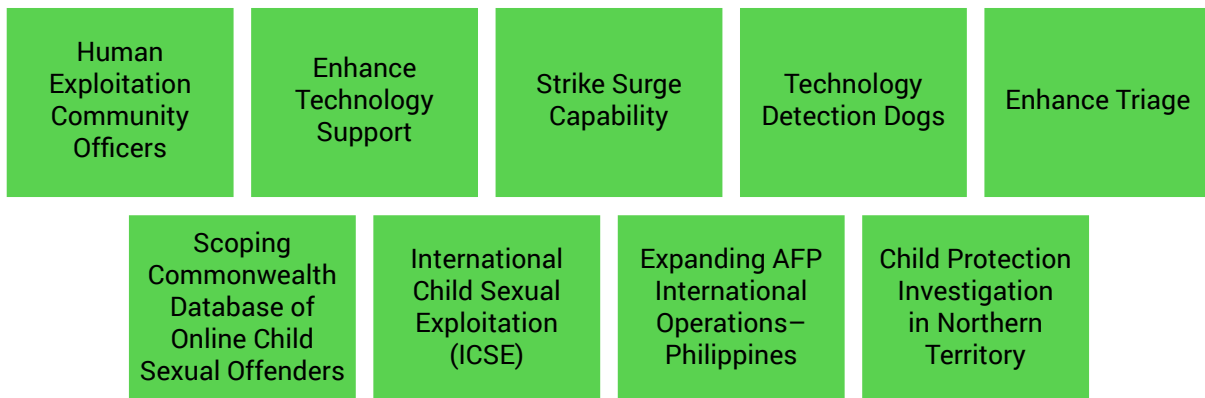 Human
Exploitation
Community
Officers
Enhance
Technology
Support
Strike Surge
Capability
Technology
Detection Dogs
Enhance Triage
Scoping
Commonwealth
Database of
Online Child
Sexual Offenders
International
Child Sexual
Exploitation
(ICSE)
Expanding AFP
International
Operations–
Philippines
Child Protection
Investigation
in Northern
Territory